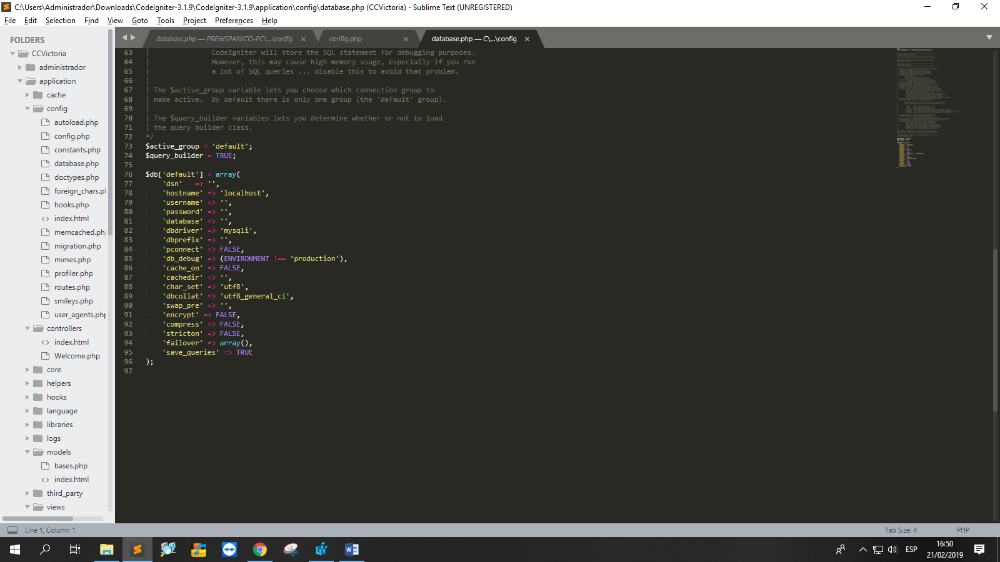 C:\Users\Administrador\Downloads\CodeIgniter-3.1.9\CodeIgniter-3.1.9\application\config\database.php (CCVictoria) - Sublime Text (UNREGISTERED)
File Edit Selection Find View Goto Tools Project Preferences Help
FOLDERS
CCVictoria
administrador
application
cache
config
autoload.php
config.php
constants.php
database.php
doctypes.php
foreign_chars.pl
hooks.php
index.html
memcached.php
migration.php
mimes.php
profiler.php
routes.php
smileys.php
user_agents.php
controllers
index.html
Welcome.php
core
helpers
hooks
language
libraries
logs
models
bases.php
index.html
third_party
views
database.php — PREHISPANICO-PC\...\config
config.php
database.php — C\...\config
63 | CodeIgniter will store the SQL statement for debugging purposes.
64 | However, this may cause high memory usage, especially if you run
65 | a lot of SQL queries ... disable this to avoid that problem.
66 |
67 | The $active_group variable lets you choose which connection group to
68 | make active. By default there is only one group (the 'default' group).
69 |
70 | The $query_builder variables lets you determine whether or not to load
71 | the query builder class.
72 */
73 $active_group = 'default';
74 $query_builder = TRUE;
75
76 $db['default'] = array(
77 'dsn' => '',
78 'hostname' => 'localhost',
79 'username' => '',
80 'password' => '',
81 'database' => '',
82 'dbdriver' => 'mysqli',
83 'dbprefix' => '',
84 'pconnect' => FALSE,
85 'db_debug' => (ENVIRONMENT !== 'production'),
86 'cache_on' => FALSE,
87 'cachedir' => '',
88 'char_set' => 'utf8',
89 'dbcollat' => 'utf8_general_ci',
90 'swap_pre' => '',
91 'encrypt' => FALSE,
92 'compress' => FALSE,
93 'stricton' => FALSE,
94 'failover' => array(),
95 'save_queries' => TRUE
96 );
97
Line 1, Column 1
Tab Size: 4
PHP
ESP
16:50
21/02/2019